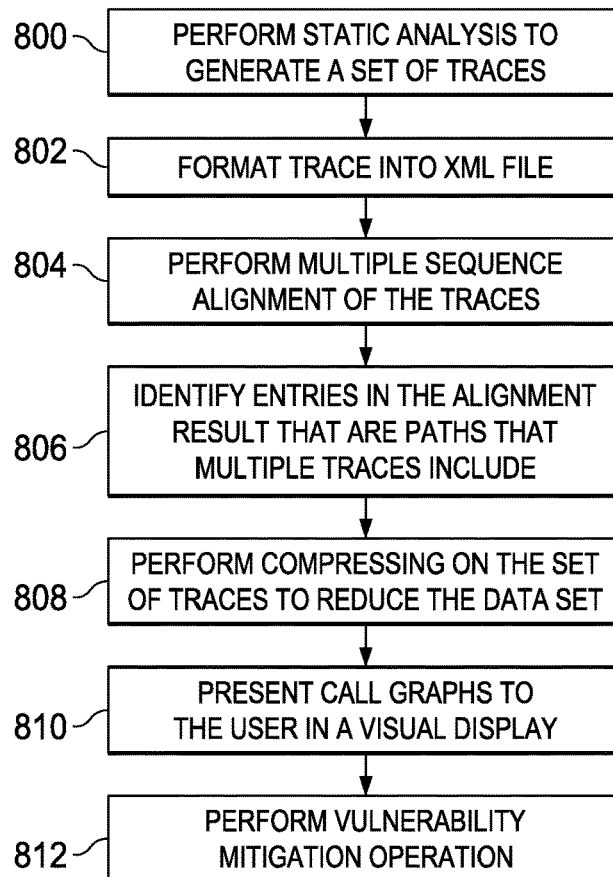 800
PERFORM STATIC ANALYSIS TO
GENERATE A SET OF TRACES
802
FORMAT TRACE INTO XML FILE
804
PERFORM MULTIPLE SEQUENCE
ALIGNMENT OF THE TRACES
806
IDENTIFY ENTRIES IN THE ALIGNMENT
RESULT THAT ARE PATHS THAT
MULTIPLE TRACES INCLUDE
808
PERFORM COMPRESSING ON THE SET
OF TRACES TO REDUCE THE DATA SET
810
PRESENT CALL GRAPHS TO
THE USER IN A VISUAL DISPLAY
812
PERFORM VULNERABILITY
MITIGATION OPERATION